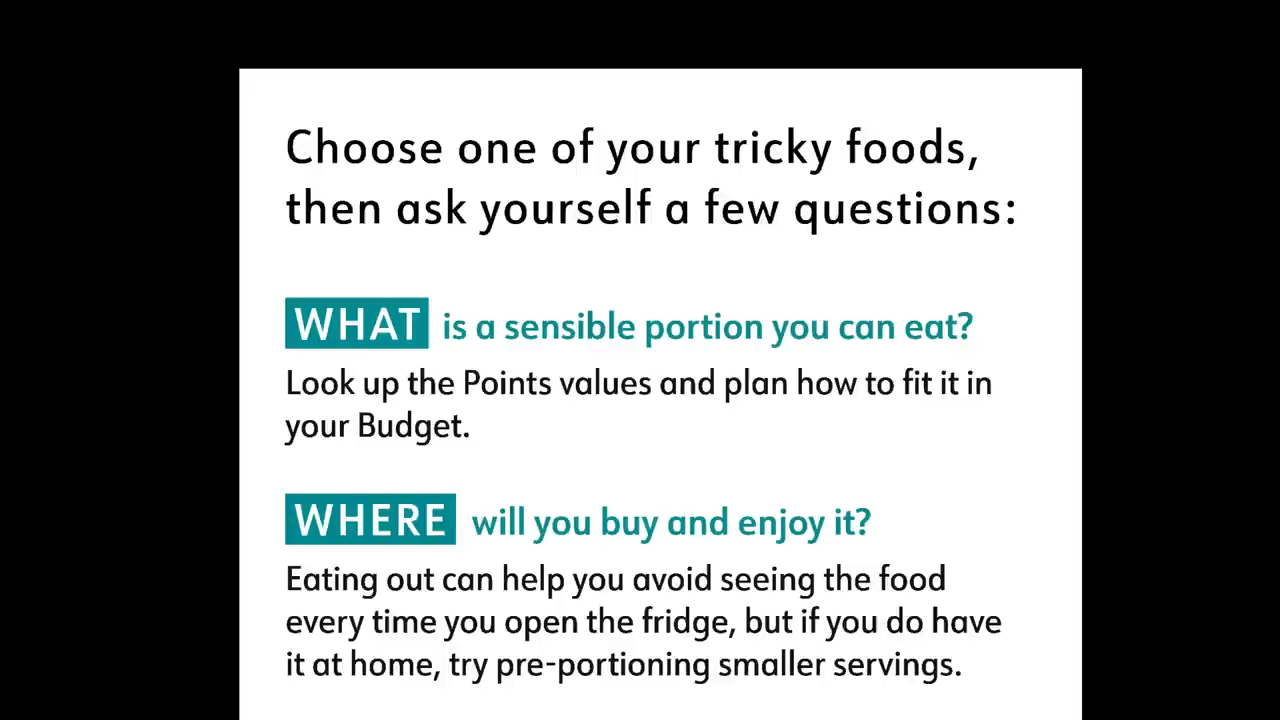 Choose one of your tricky foods,
then ask yourself a few questions:
WHAT is a sensible portion you can eat?
Look up the Points values and plan how to fit it in
your Budget.
WHERE will you buy and enjoy it?
Eating out can help you avoid seeing the food
every time you open the fridge, but if you do have
it at home, try pre-portioning smaller servings.